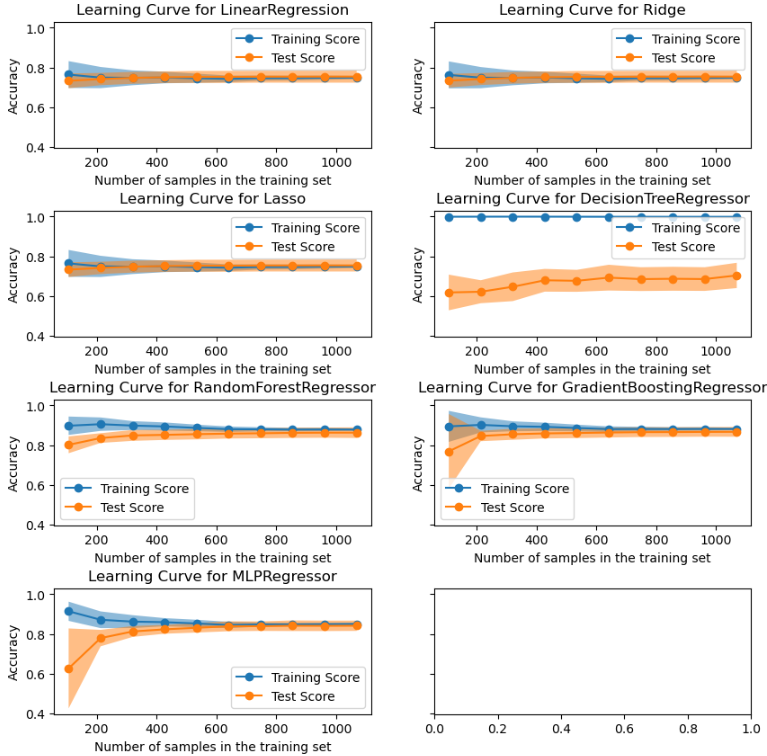 Learning Curve for LinearRegression
1.0
0.8
0.6
0.4
Accuracy
Training Score
Test Score
200 400 600 800 1000
Number of samples in the training set
Learning Curve for Ridge
Accuracy
Training Score
Test Score
200 400 600 800 1000
Number of samples in the training set
Learning Curve for Lasso
1.0
0.8
0.6
0.4
Accuracy
Training Score
Test Score
200 400 600 800 1000
Number of samples in the training set
Learning Curve for DecisionTreeRegressor
Accuracy
Training Score
Test Score
200 400 600 800 1000
Number of samples in the training set
Learning Curve for RandomForestRegressor
1.0
0.8
0.6
0.4
Accuracy
Training Score
Test Score
200 400 600 800 1000
Number of samples in the training set
Learning Curve for GradientBoostingRegressor
Accuracy
Training Score
Test Score
200 400 600 800 1000
Number of samples in the training set
Learning Curve for MLPRegressor
1.0
0.8
0.6
0.4
Accuracy
Training Score
Test Score
200 400 600 800 1000
Number of samples in the training set
0.0 0.2 0.4 0.6 0.8 1.0